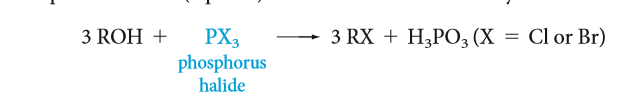 3 ROH + PX₃ ⟶ 3 RX + H₃PO₃ (X = Cl or Br)
phosphorus
halide